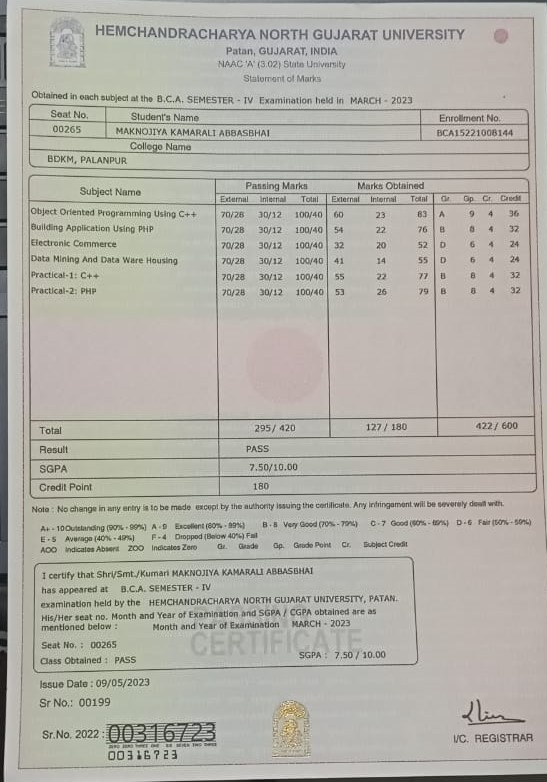 HEMCHANDRACHARYA NORTH GUJARAT UNIVERSITY
Patan, GUJARAT, INDIA
NAAC 'A' (3.02) State University
Statement of Marks
Obtained in each subject at the B.C.A. SEMESTER - IV Examination held in MARCH - 2023
Seat No. Student's Name Enrollment No.
00265 MAKNOJIYA KAMARALI ABBASBHAI BCA15221008144
College Name
BDKM, PALANPUR
Subject Name Passing Marks Marks Obtained
External Internal Total External Internal Total Gr. Gp. Cr. Credit
Object Oriented Programming Using C++ 70/28 30/12 100/40 60 23 83 A 9 4 36
Building Application Using PHP 70/28 30/12 100/40 54 22 76 B 8 4 32
Electronic Commerce 70/28 30/12 100/40 32 20 52 D 6 4 24
Data Mining And Data Ware Housing 70/28 30/12 100/40 41 14 55 D 6 4 24
Practical-1: C++ 70/28 30/12 100/40 55 22 77 B 8 4 32
Practical-2: PHP 70/28 30/12 100/40 53 26 79 B 8 4 32
Total 295/ 420 127 / 180 422/ 600
Result PASS
SGPA 7.50/10.00
Credit Point 180
Note : No change in any entry is to be made except by the authority issuing the certificate. Any infringement will be severely dealt with.
A+ - 10 Outstanding (90% - 99%) A - 9 Excellent (80% - 89%) B - 8 Very Good (70% - 79%) C - 7 Good (60% - 69%) D - 6 Fair (50% - 59%)
E - 5 Average (40% - 49%) F - 4 Dropped (Below 40%) Fail
AOO Indicates Absent ZOO Indicates Zero Gr. Grade Gp. Grade Point Cr. Subject Credit
I certify that Shri/Smt./Kumari MAKNOJIYA KAMARALI ABBASBHAI
has appeared at B.C.A. SEMESTER - IV
examination held by the HEMCHANDRACHARYA NORTH GUJARAT UNIVERSITY, PATAN.
His/Her seat no. Month and Year of Examination and SGPA / CGPA obtained are as
mentioned below : Month and Year of Examination MARCH - 2023
CERTIFICATE
Seat No. : 00265
Class Obtained : PASS SGPA : 7.50 / 10.00
Issue Date : 09/05/2023
Sr No.: 00199
Sr.No. 2022 : 00316723
ZERO ZERO THREE ONE SIX SEVEN TWO THREE
00316723
I/C. REGISTRAR